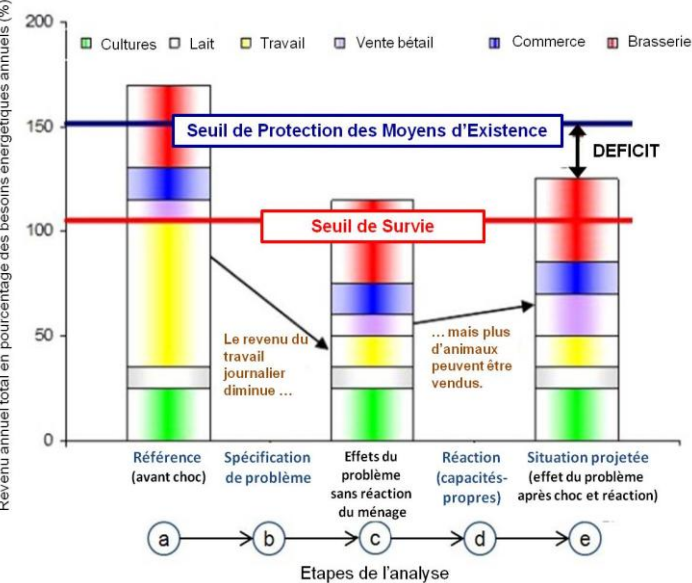 Revenu annuel total en pourcentage des besoins énergetiques annuels (%)
200
150
100
50
0
Cultures Lait Travail Vente bétail Commerce Brasserie
Seuil de Protection des Moyens d'Existence
DEFICIT
Seuil de Survie
Le revenu du
travail
journalier
diminue …
… mais plus
d'animaux
peuvent être
vendus.
Référence
(avant choc)
Spécification
de problème
Effets du
problème
sans réaction
du ménage
Réaction
(capacités-
propres)
Situation projetée
(effet du problème
après choc et réaction)
a b c d e
Etapes de l'analyse